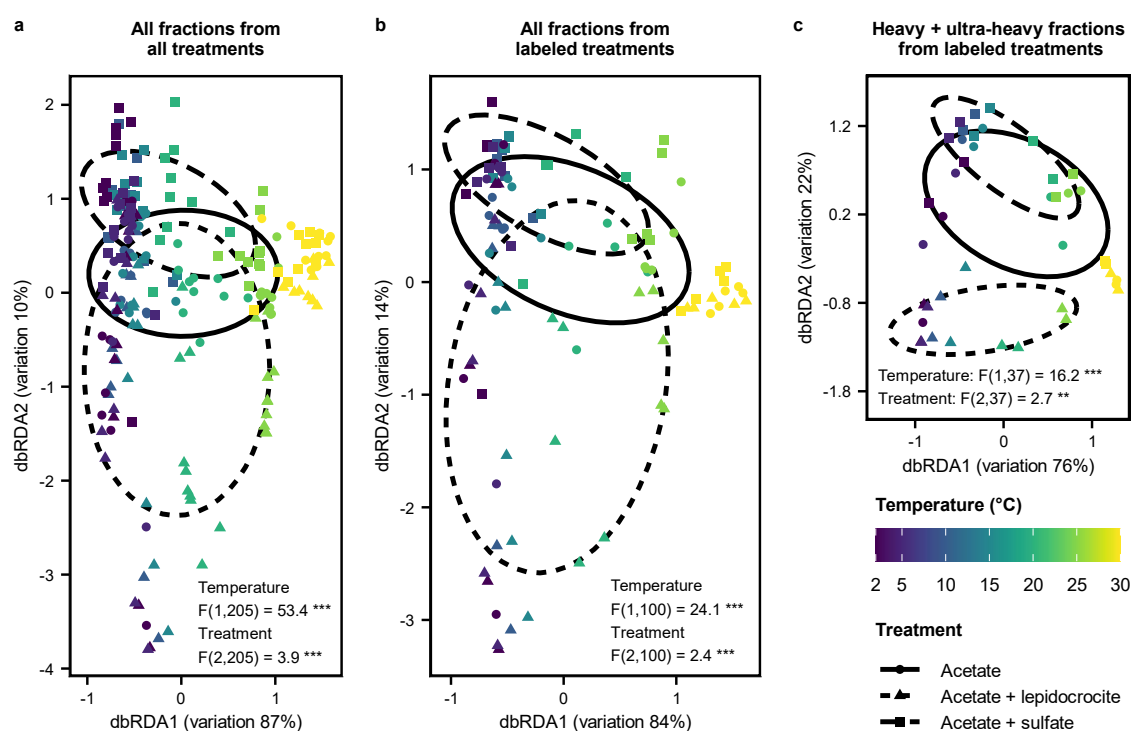 a
All fractions from
all treatments
2
1
0
-1
-2
-3
-4
dbRDA2 (variation 10%)
Temperature
F(1,205) = 53.4 ***
Treatment
F(2,205) = 3.9 ***
-1
0
1
dbRDA1 (variation 87%)
b
All fractions from
labeled treatments
1
0
-1
-2
-3
dbRDA2 (variation 14%)
Temperature
F(1,100) = 24.1 ***
Treatment
F(2,100) = 2.4 ***
-1
0
1
dbRDA1 (variation 84%)
c
Heavy + ultra-heavy fractions
from labeled treatments
1.2
0.2
-0.8
-1.8
dbRDA2 (variation 22%)
Temperature: F(1,37) = 16.2 ***
Treatment: F(2,37) = 2.7 **
-1
0
1
dbRDA1 (variation 76%)
Temperature (°C)
2 5 10 15 20 25 30
Treatment
Acetate
Acetate + lepidocrocite
Acetate + sulfate